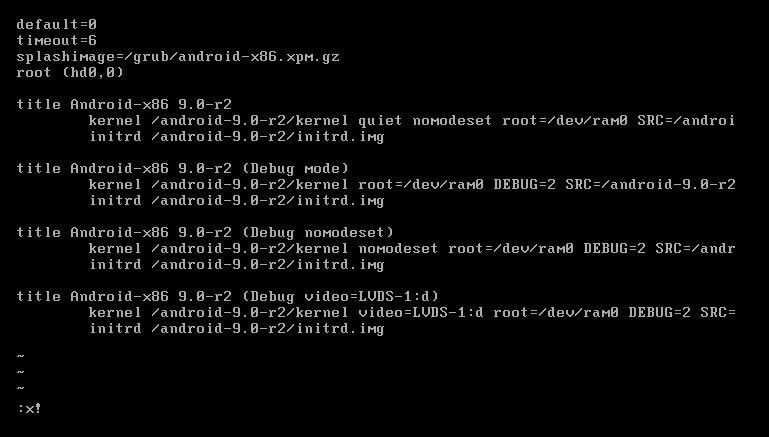 default=0
timeout=6
splashimage=/grub/android-x86.xpm.gz
root (hd0,0)

title Android-x86 9.0-r2
        kernel /android-9.0-r2/kernel quiet nomodeset root=/dev/ram0 SRC=/androi
        initrd /android-9.0-r2/initrd.img

title Android-x86 9.0-r2 (Debug mode)
        kernel /android-9.0-r2/kernel root=/dev/ram0 DEBUG=2 SRC=/android-9.0-r2
        initrd /android-9.0-r2/initrd.img

title Android-x86 9.0-r2 (Debug nomodeset)
        kernel /android-9.0-r2/kernel nomodeset root=/dev/ram0 DEBUG=2 SRC=/andr
        initrd /android-9.0-r2/initrd.img

title Android-x86 9.0-r2 (Debug video=LVDS-1:d)
        kernel /android-9.0-r2/kernel video=LVDS-1:d root=/dev/ram0 DEBUG=2 SRC=
        initrd /android-9.0-r2/initrd.img

~
~
~
:x!